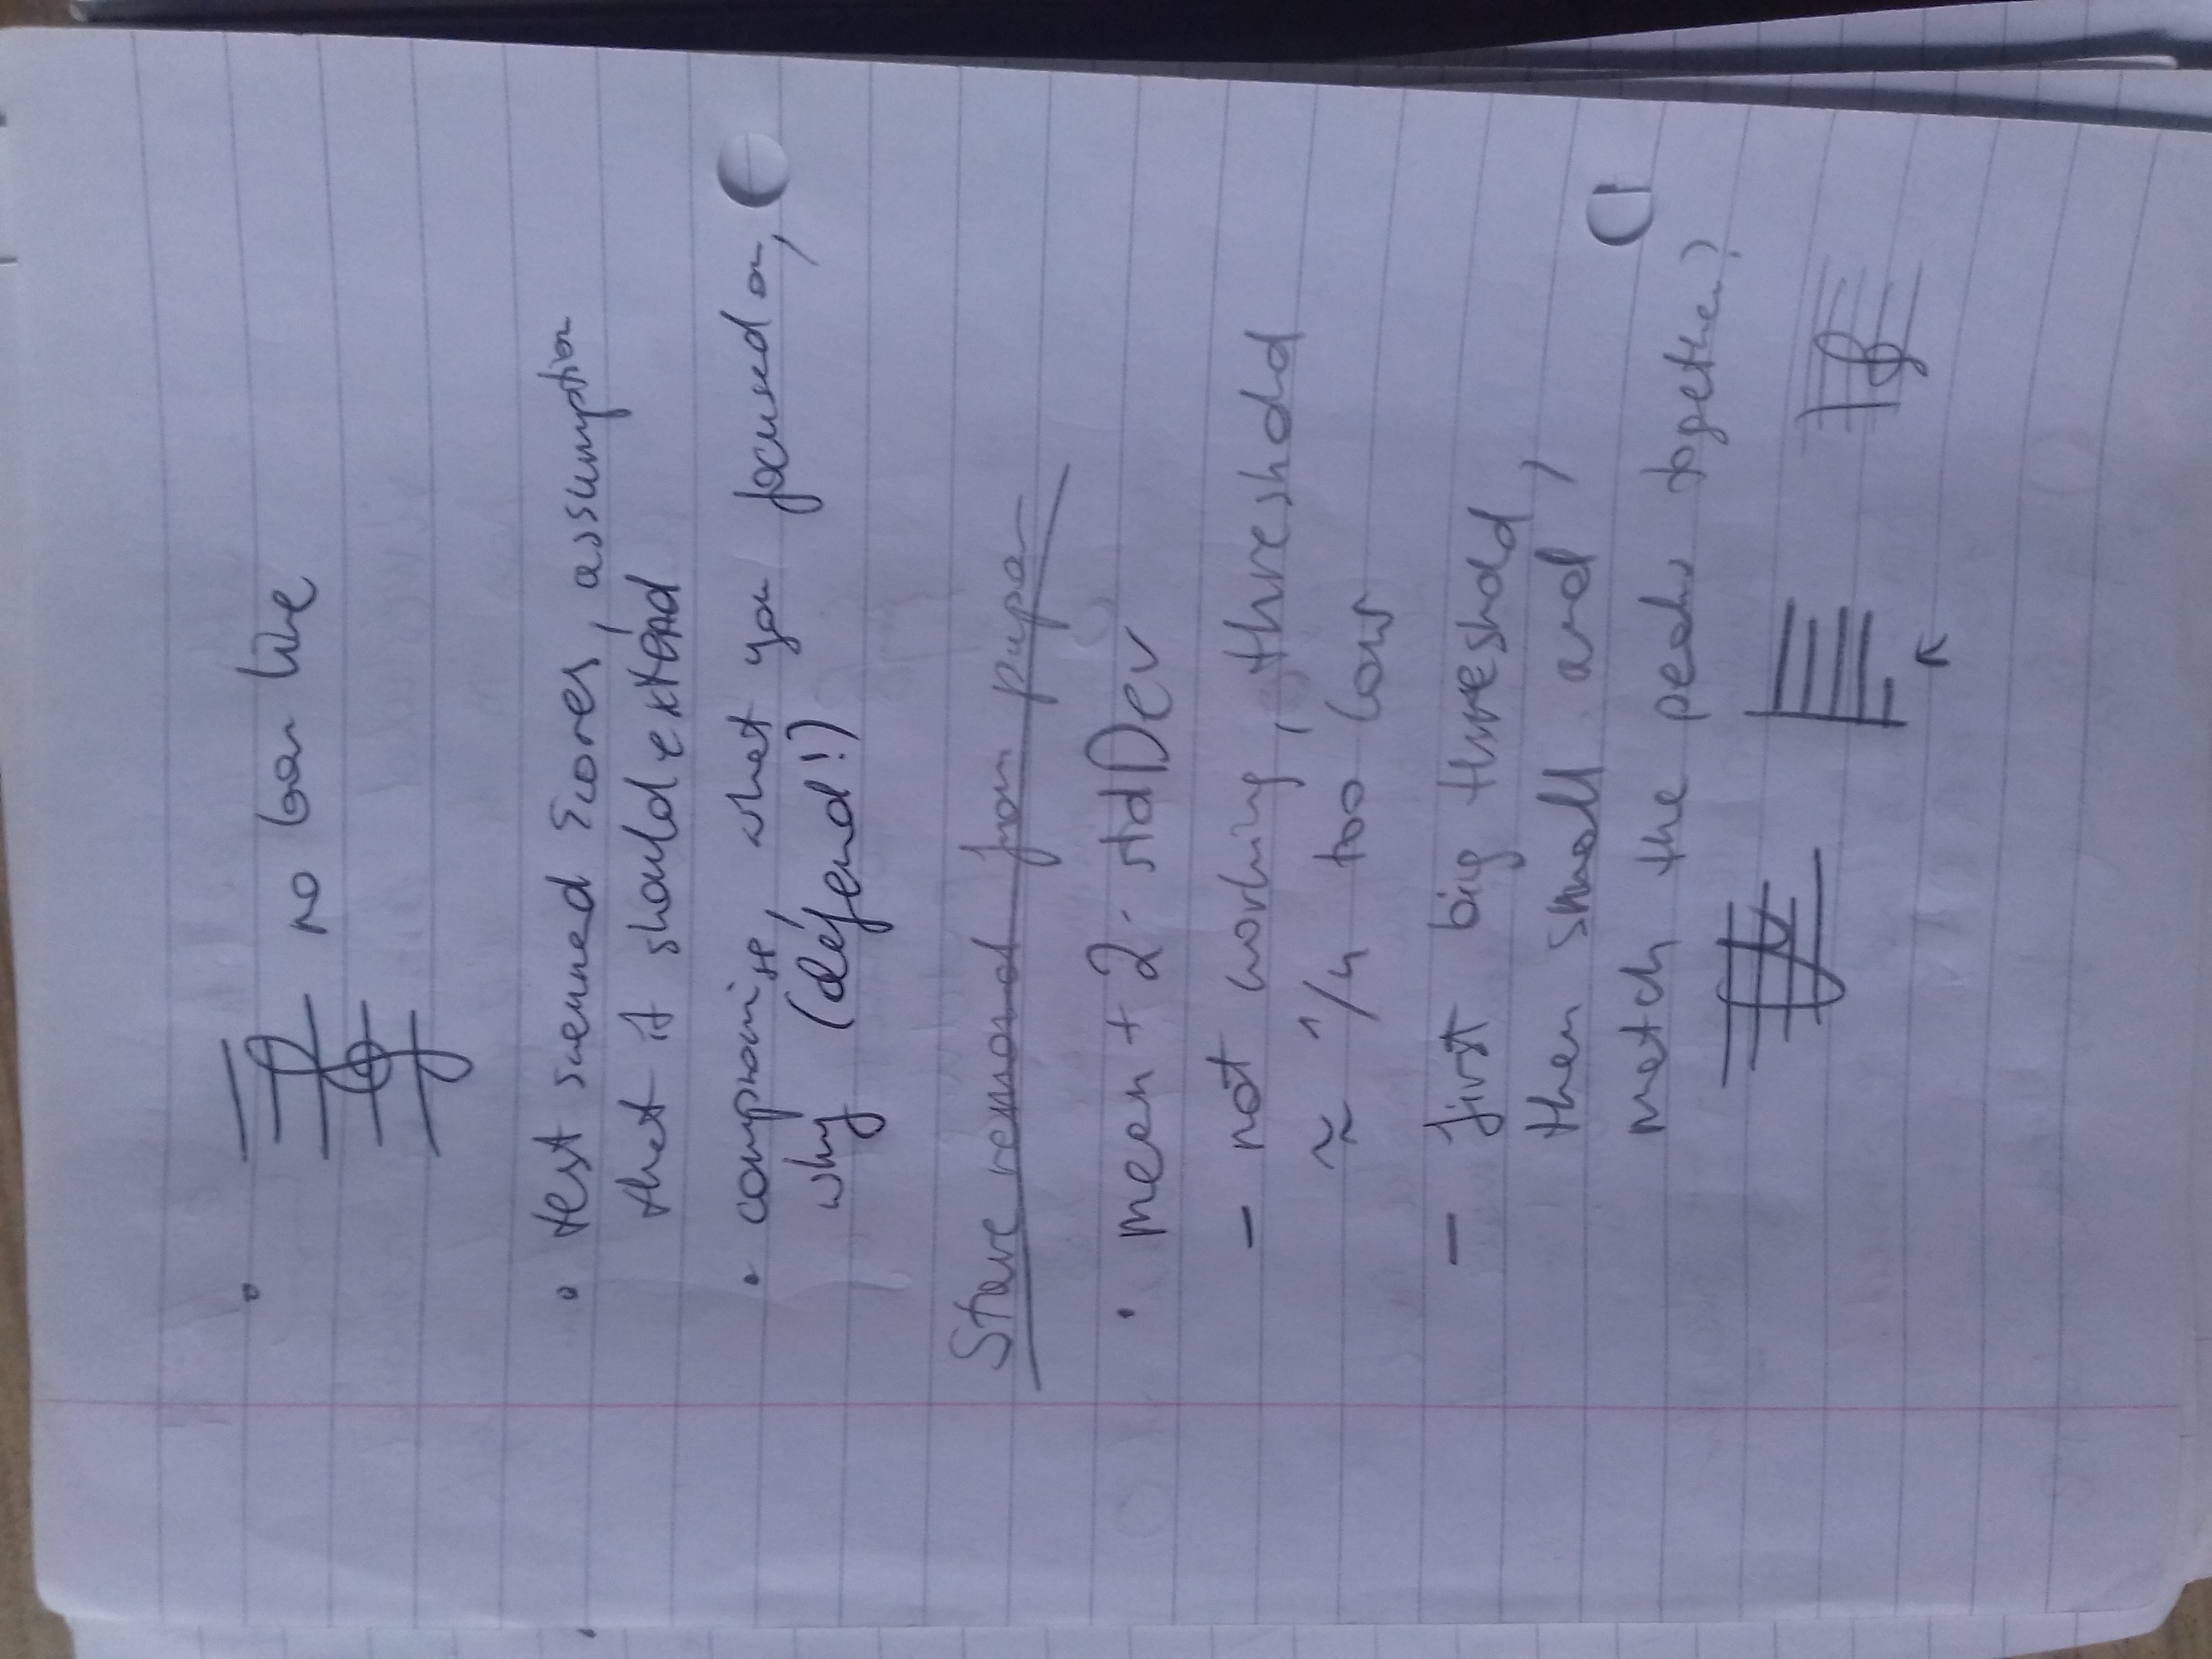 no bar line
test scanned scores, assumption
that it should extend
compromise, what you focused on,
why (defend!)
Stave removal from paper
mean + 2 · stdDev
- not working, threshold
≈ 1/4 too low
- first big threshold,
then small and
match the peaks together?